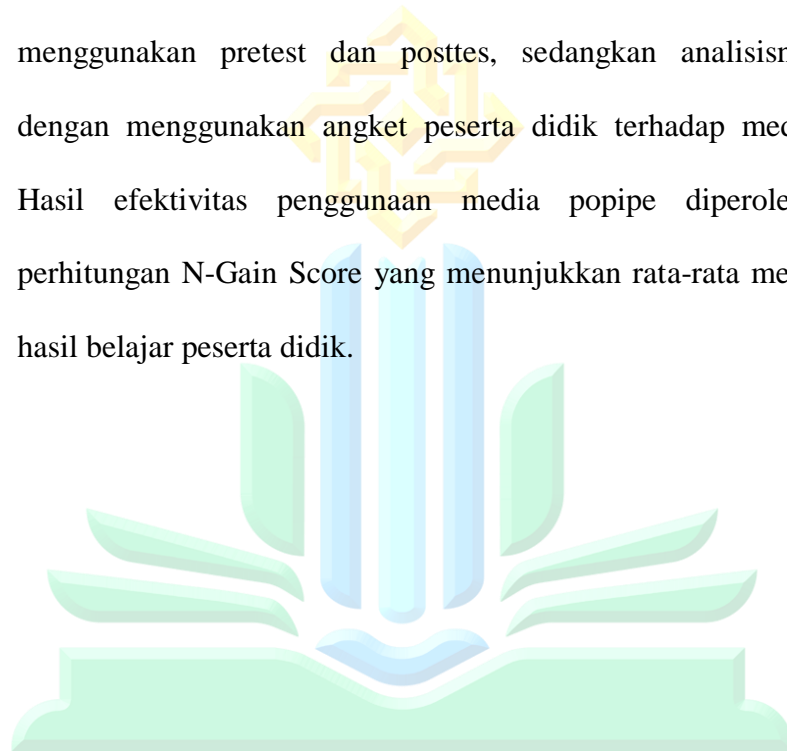 menggunakan pretest dan posttes, sedangkan analisisn
dengan menggunakan angket peserta didik terhadap med
Hasil efektivitas penggunaan media popipe diperole
perhitungan N-Gain Score yang menunjukkan rata-rata me
hasil belajar peserta didik.